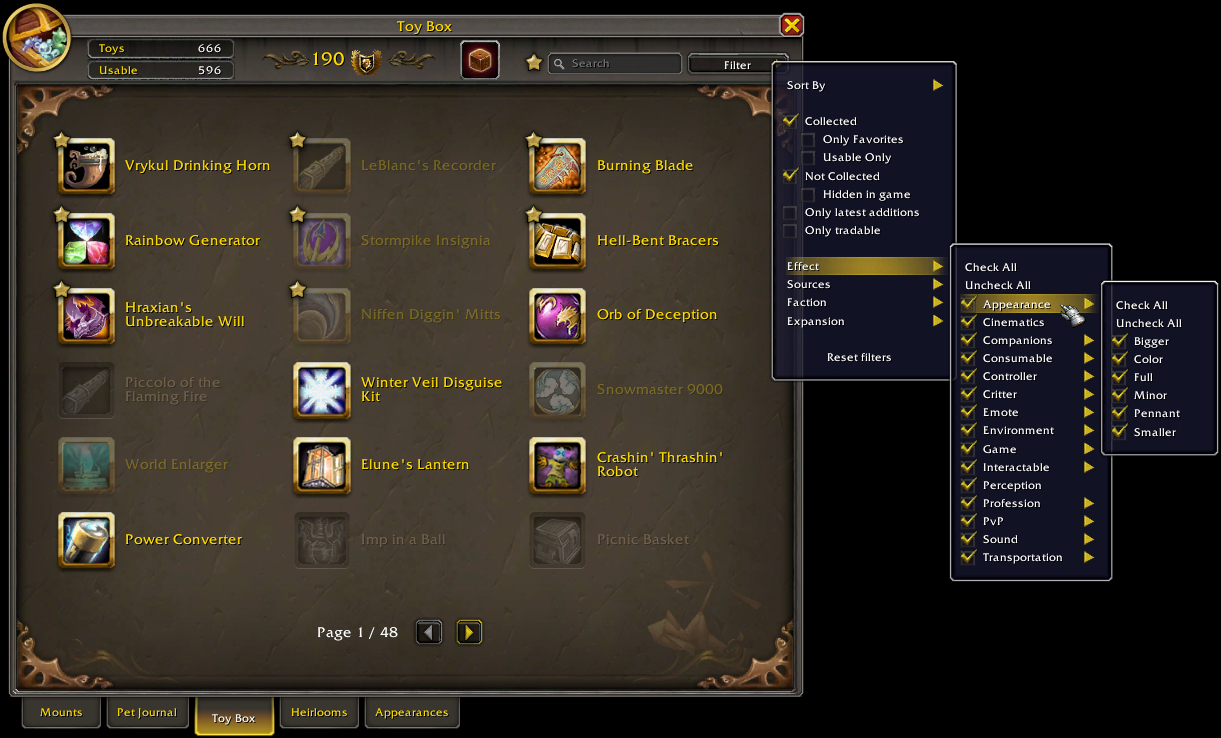 Toy Box
Toys 666
Usable 596
190
Search
Filter
Vrykul Drinking Horn
LeBlanc's Recorder
Burning Blade
Rainbow Generator
Stormpike Insignia
Hell-Bent Bracers
Hraxian's
Unbreakable Will
Niffen Diggin' Mitts
Orb of Deception
Piccolo of the
Flaming Fire
Winter Veil Disguise
Kit
Snowmaster 9000
World Enlarger
Elune's Lantern
Crashin' Thrashin'
Robot
Power Converter
Imp in a Ball
Picnic Basket
Page 1 / 48
Mounts
Pet Journal
Toy Box
Heirlooms
Appearances
Sort By
Collected
Only Favorites
Usable Only
Not Collected
Hidden in game
Only latest additions
Only tradable
Effect
Sources
Faction
Expansion
Reset filters
Check All
Uncheck All
Appearance
Cinematics
Companions
Consumable
Controller
Critter
Emote
Environment
Game
Interactable
Perception
Profession
PvP
Sound
Transportation
Check All
Uncheck All
Bigger
Color
Full
Minor
Pennant
Smaller